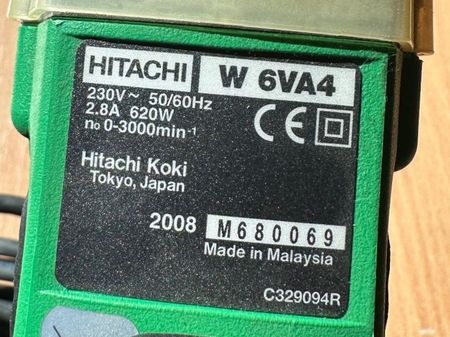 HITACHI W 6VA4
230V~ 50/60Hz
2.8A 620W
n₀ 0-3000min⁻¹
CE
Hitachi Koki
Tokyo, Japan
2008 M680069
Made in Malaysia
C329094R